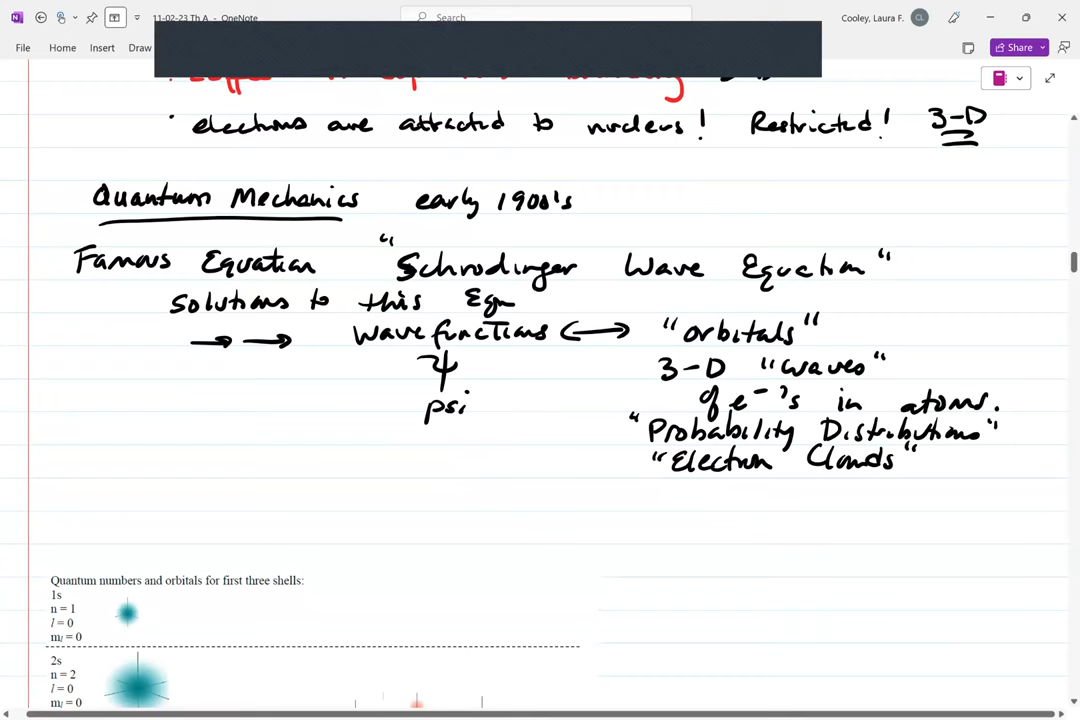 11-02-23 Th A - OneNote
Search
Cooley, Laura F.
CL
File Home Insert Draw
Share
· electrons are attracted to nucleus! Restricted! 3-D
Quantum Mechanics early 1900's
Famous Equation "Schrodinger Wave Equation"
Solutions to this Eqn
→ → wavefunctions ⟷ "orbitals"
ψ 3-D "waves"
psi of e⁻'s in atoms.
"Probability Distributions"
"Electron Clouds"
Quantum numbers and orbitals for first three shells:
1s
n = 1
l = 0
mₗ = 0
2s
n = 2
l = 0
mₗ = 0